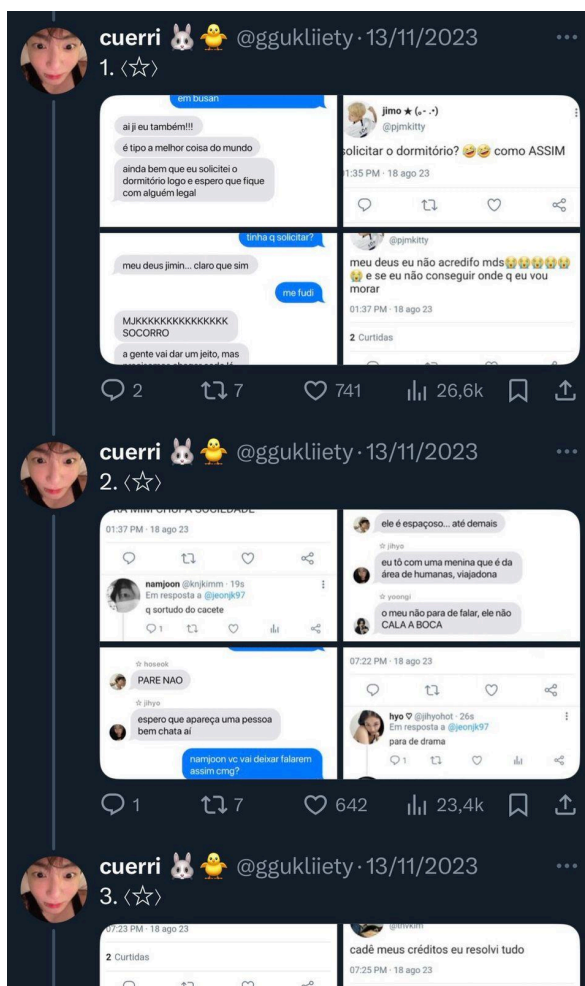 cuerri 🐰 🐥 @ggukliiety · 13/11/2023
1. 〈☆〉
em busan
ai ji eu também!!!
é tipo a melhor coisa do mundo
ainda bem que eu solicitei o
dormitório logo e espero que fique
com alguém legal
jimo ★ (｡- .•)
@pjmkitty
solicitar o dormitório? 🤣🤣 como ASSIM
1:35 PM · 18 ago 23
tinha q solicitar?
meu deus jimin... claro que sim
me fudi
MJKKKKKKKKKKKKKKK
SOCORRO
a gente vai dar um jeito, mas
@pjmkitty
meu deus eu não acredifo mds😭😭😭😭😭
😭 e se eu não conseguir onde q eu vou
morar
01:37 PM · 18 ago 23
2 Curtidas
2 7 741 26,6k
cuerri 🐰 🐥 @ggukliiety · 13/11/2023
2. 〈☆〉
01:37 PM · 18 ago 23
namjoon @knjkimm · 19s
Em resposta a @jeonjk97
q sortudo do cacete
1
ele é espaçoso... até demais
☆ jihyo
eu tô com uma menina que é da
área de humanas, viajadona
☆ yoongi
o meu não para de falar, ele não
CALA A BOCA
☆ hoseok
PARE NAO
☆ jihyo
espero que apareça uma pessoa
bem chata aí
namjoon vc vai deixar falarem
assim cmg?
07:22 PM · 18 ago 23
hyo ♡ @jihyohot · 26s
Em resposta a @jeonjk97
para de drama
1
1 7 642 23,4k
cuerri 🐰 🐥 @ggukliiety · 13/11/2023
3. 〈☆〉
07:23 PM · 18 ago 23
2 Curtidas
@thvkim
cadê meus créditos eu resolvi tudo
07:25 PM · 18 ago 23